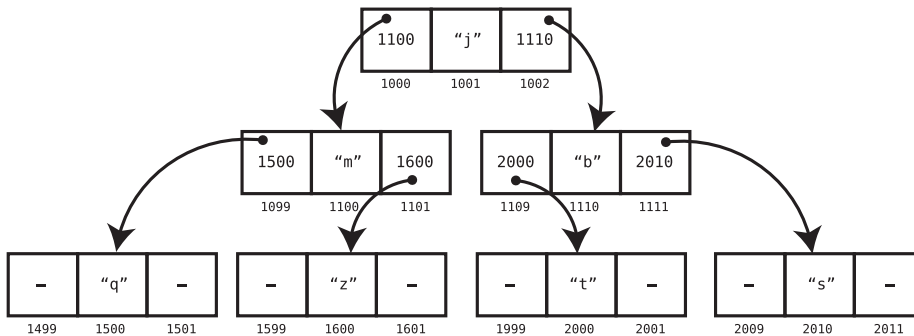 1100 “j” 1110
1000 1001 1002
1500 “m” 1600 2000 “b” 2010
1099 1100 1101 1109 1110 1111
– “q” – – “z” – – “t” – – “s” –
1499 1500 1501 1599 1600 1601 1999 2000 2001 2009 2010 2011